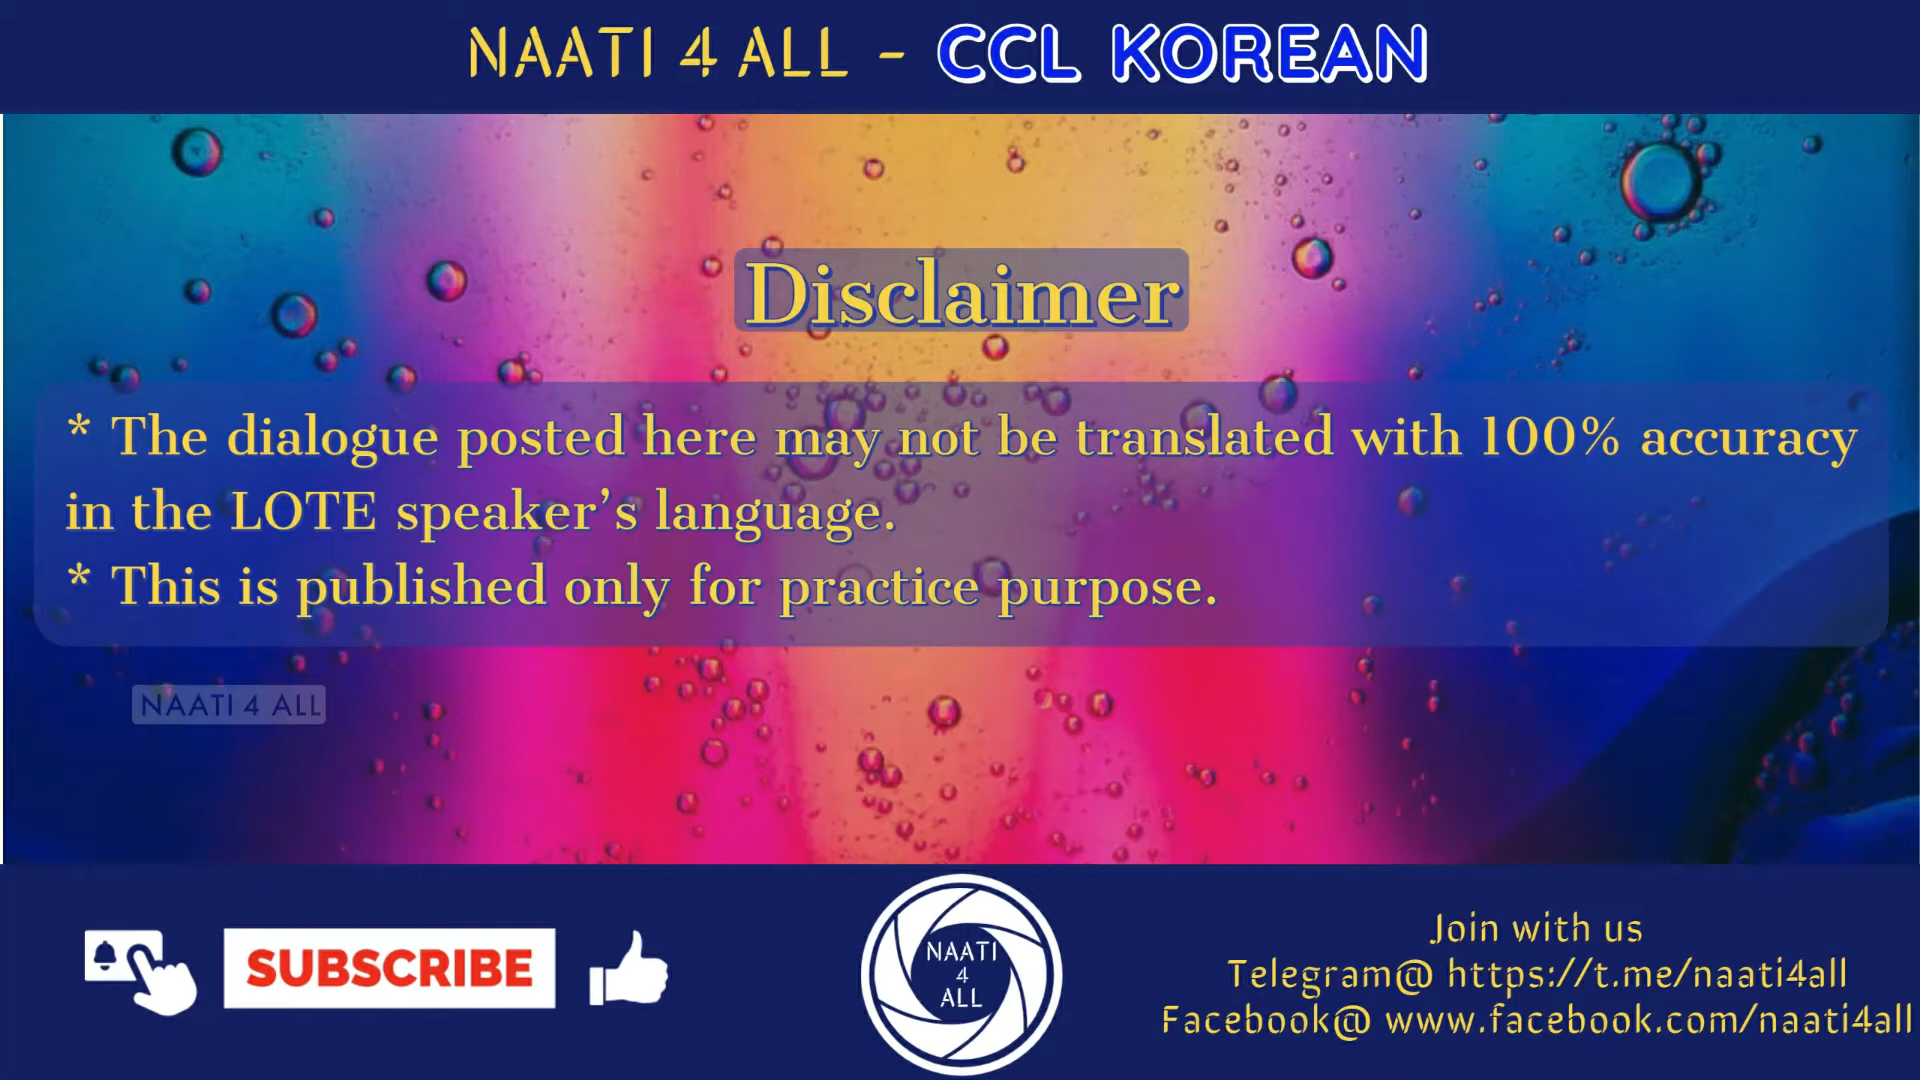 NAATI 4 ALL - CCL KOREAN
Disclaimer
* The dialogue posted here may not be translated with 100% accuracy
in the LOTE speaker’s language.
* This is published only for practice purpose.
NAATI 4 ALL
SUBSCRIBE
NAATI
4
ALL
Join with us
Telegram@ https://t.me/naati4all
Facebook@ www.facebook.com/naati4all